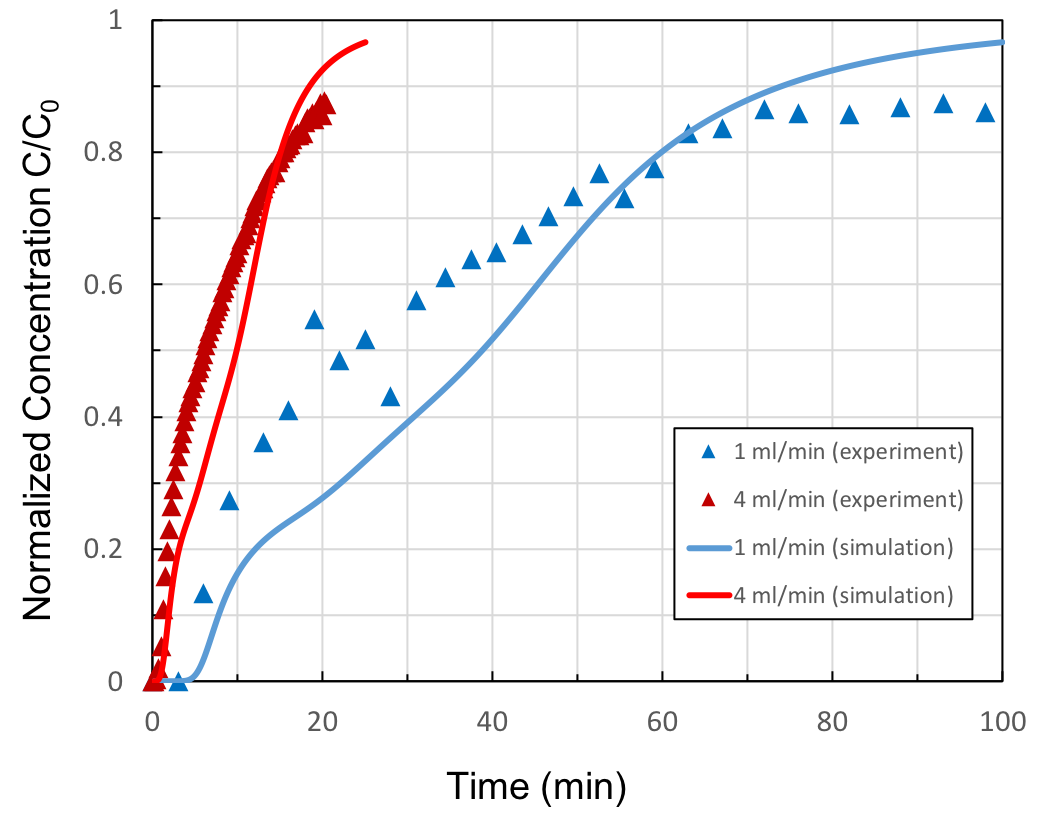 Normalized Concentration C/C₀
1
0.8
0.6
0.4
0.2
0
0 20 40 60 80 100
Time (min)
1 ml/min (experiment)
4 ml/min (experiment)
1 ml/min (simulation)
4 ml/min (simulation)